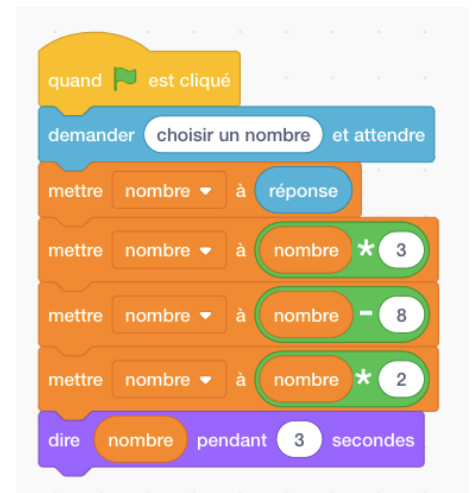 quand est cliqué
demander choisir un nombre et attendre
mettre nombre à réponse
mettre nombre à nombre * 3
mettre nombre à nombre - 8
mettre nombre à nombre * 2
dire nombre pendant 3 secondes